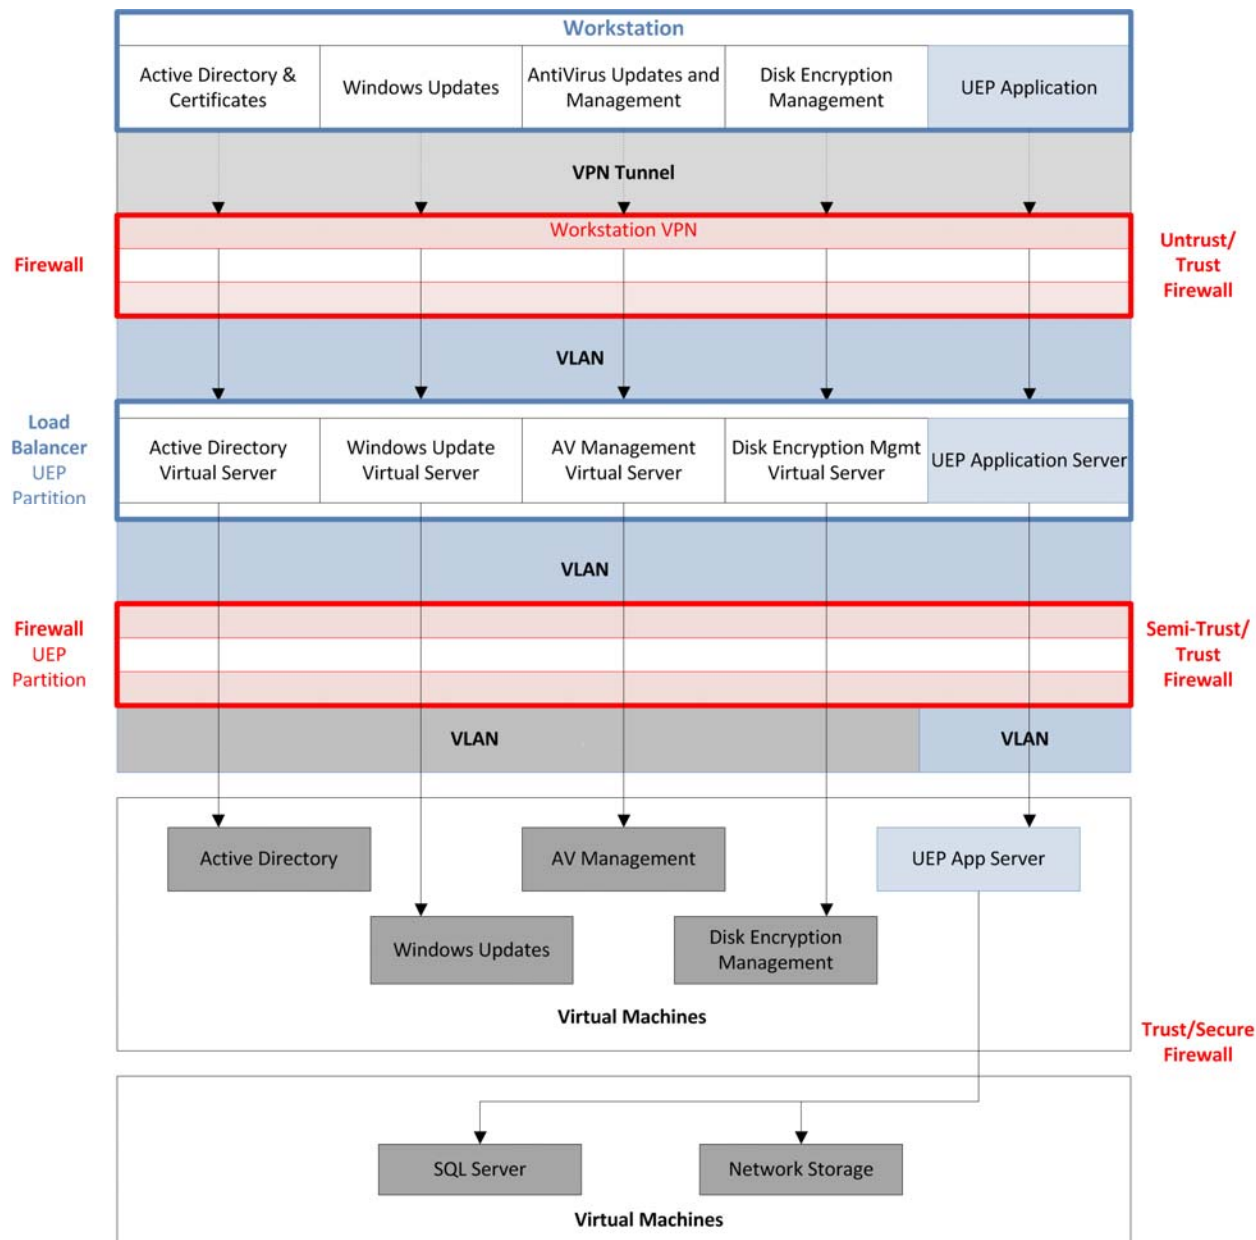 Workstation
Active Directory &
Certificates
Windows Updates
AntiVirus Updates and
Management
Disk Encryption
Management
UEP Application
VPN Tunnel
Workstation VPN
Firewall
Untrust/
Trust
Firewall
VLAN
Load
Balancer
UEP
Partition
Active Directory
Virtual Server
Windows Update
Virtual Server
AV Management
Virtual Server
Disk Encryption Mgmt
Virtual Server
UEP Application Server
VLAN
Firewall
UEP
Partition
Semi-Trust/
Trust
Firewall
VLAN
VLAN
Active Directory
AV Management
UEP App Server
Windows Updates
Disk Encryption
Management
Virtual Machines
Trust/Secure
Firewall
SQL Server
Network Storage
Virtual Machines